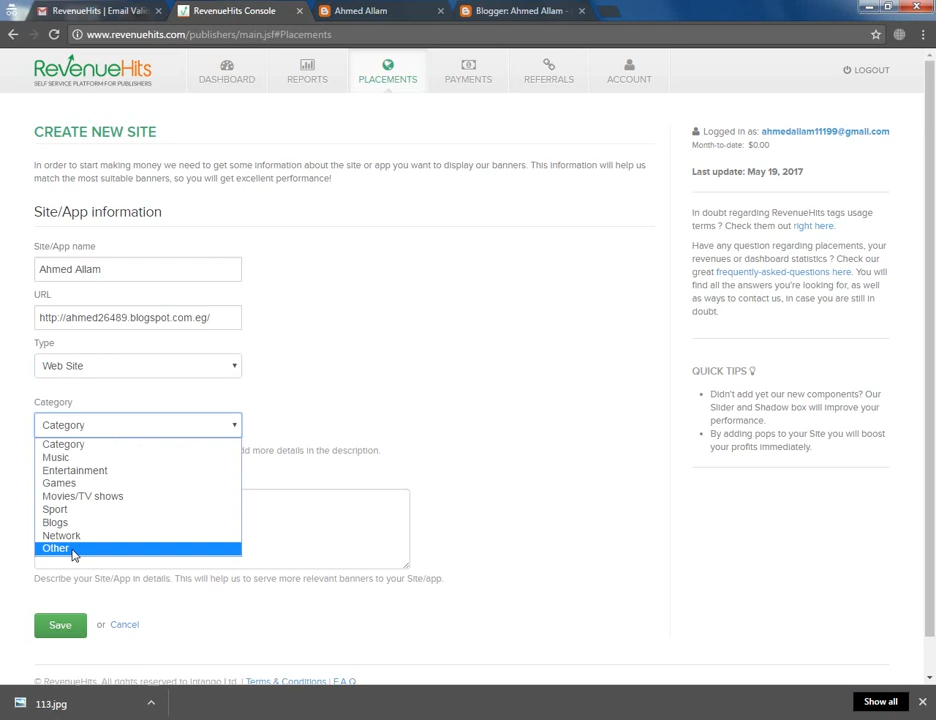 RevenueHits | Email Valid
RevenueHits Console
Ahmed Allam
Blogger: Ahmed Allam -
www.revenuehits.com/publishers/main.jsf#Placements
REVENUEHITS
SELF SERVICE PLATFORM FOR PUBLISHERS
DASHBOARD
REPORTS
PLACEMENTS
PAYMENTS
REFERRALS
ACCOUNT
LOGOUT
CREATE NEW SITE
In order to start making money we need to get some information about the site or app you want to display our banners. This information will help us
match the most suitable banners, so you will get excellent performance!
Site/App information
Site/App name
Ahmed Allam
URL
http://ahmed26489.blogspot.com.eg/
Type
Web Site
Category
Category
Category
Music
Entertainment
Games
Movies/TV shows
Sport
Blogs
Network
Other
dd more details in the description.
Describe your Site/App in details. This will help us to serve more relevant banners to your Site/app.
Save or Cancel
Logged in as: ahmedallam11199@gmail.com
Month-to-date: $0.00
Last update: May 19, 2017
In doubt regarding RevenueHits tags usage
terms ? Check them out right here.
Have any question regarding placements, your
revenues or dashboard statistics ? Check our
great frequently-asked-questions here. You will
find all the answers you're looking for, as well
as ways to contact us, in case you are still in
doubt.
QUICK TIPS
Didn't add yet our new components? Our
Slider and Shadow box will improve your
performance.
By adding pops to your Site you will boost
your profits immediately.
© RevenueHits. All rights reserved to Intango Ltd. | Terms & Conditions | F.A.Q
113.jpg
Show all